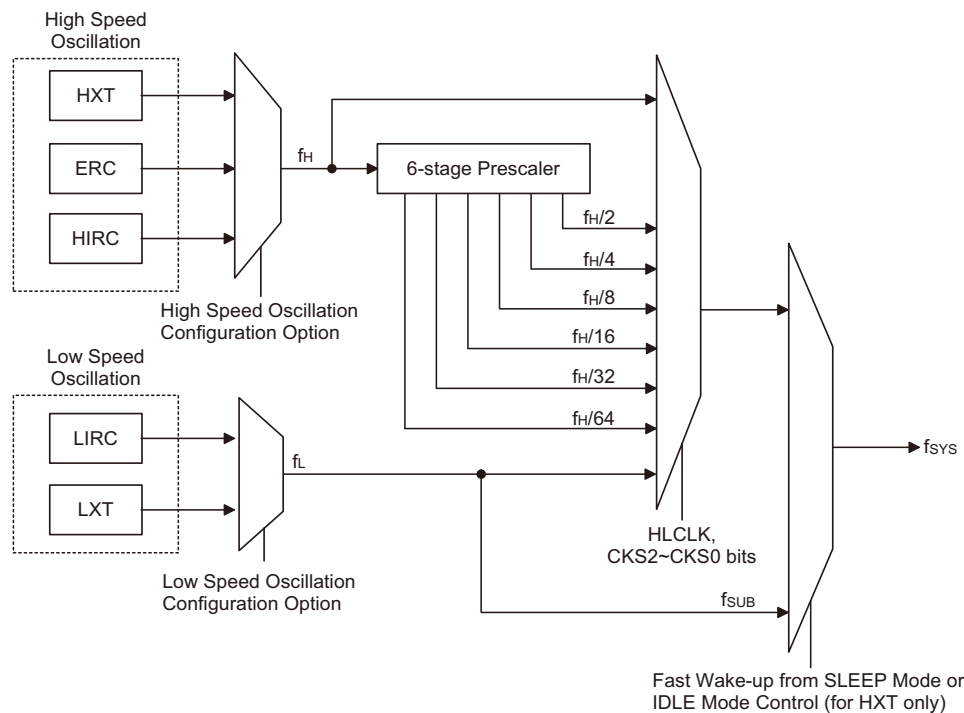 High Speed
Oscillation
HXT
ERC
HIRC
fH
6-stage Prescaler
fH/2
fH/4
fH/8
fH/16
fH/32
fH/64
High Speed Oscillation
Configuration Option
Low Speed
Oscillation
LIRC
LXT
fL
Low Speed Oscillation
Configuration Option
HLCLK,
CKS2~CKS0 bits
fSUB
fSYS
Fast Wake-up from SLEEP Mode or
IDLE Mode Control (for HXT only)